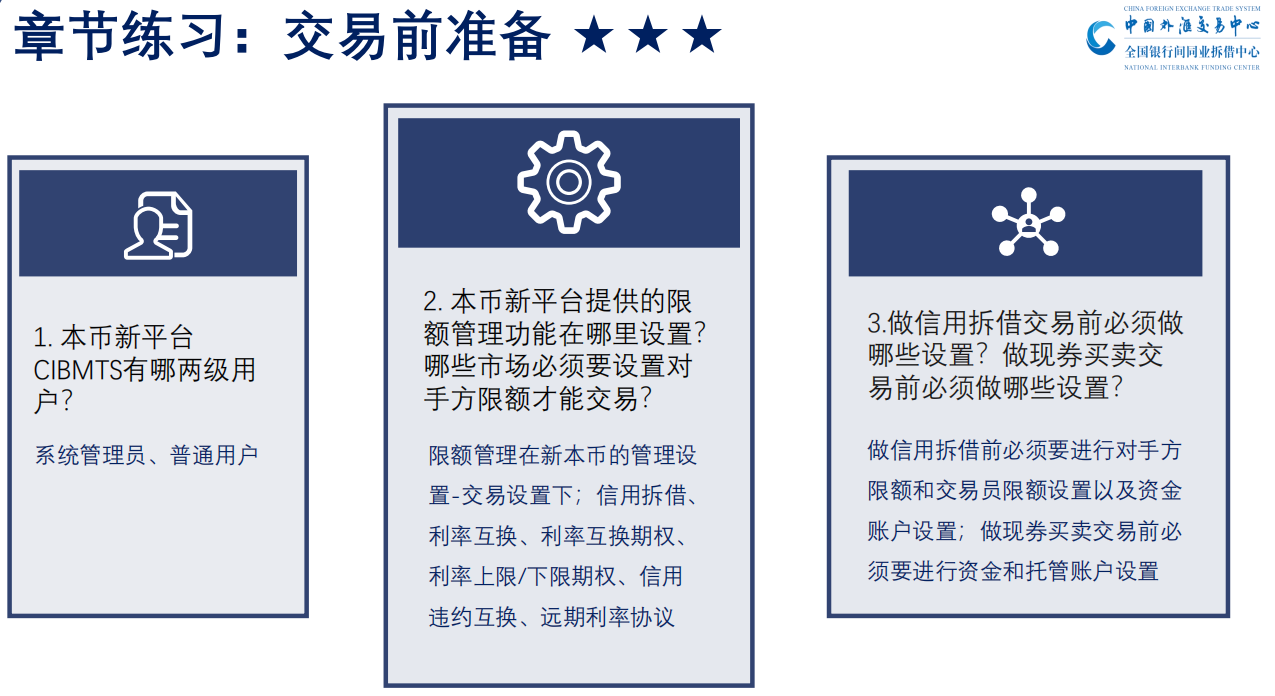 章节练习：交易前准备 ★ ★ ★
CHINA FOREIGN EXCHANGE TRADE SYSTEM
中国外汇交易中心
全国银行间同业拆借中心
NATIONAL INTERBANK FUNDING CENTER
1. 本币新平台
CIBMTS有哪两级用
户？
系统管理员、普通用户
2. 本币新平台提供的限
额管理功能在哪里设置？
哪些市场必须要设置对
手方限额才能交易？
限额管理在新本币的管理设
置-交易设置下；信用拆借、
利率互换、利率互换期权、
利率上限/下限期权、信用
违约互换、远期利率协议
3.做信用拆借交易前必须做
哪些设置？做现券买卖交
易前必须做哪些设置？
做信用拆借前必须要进行对手方
限额和交易员限额设置以及资金
账户设置；做现券买卖交易前必
须要进行资金和托管账户设置